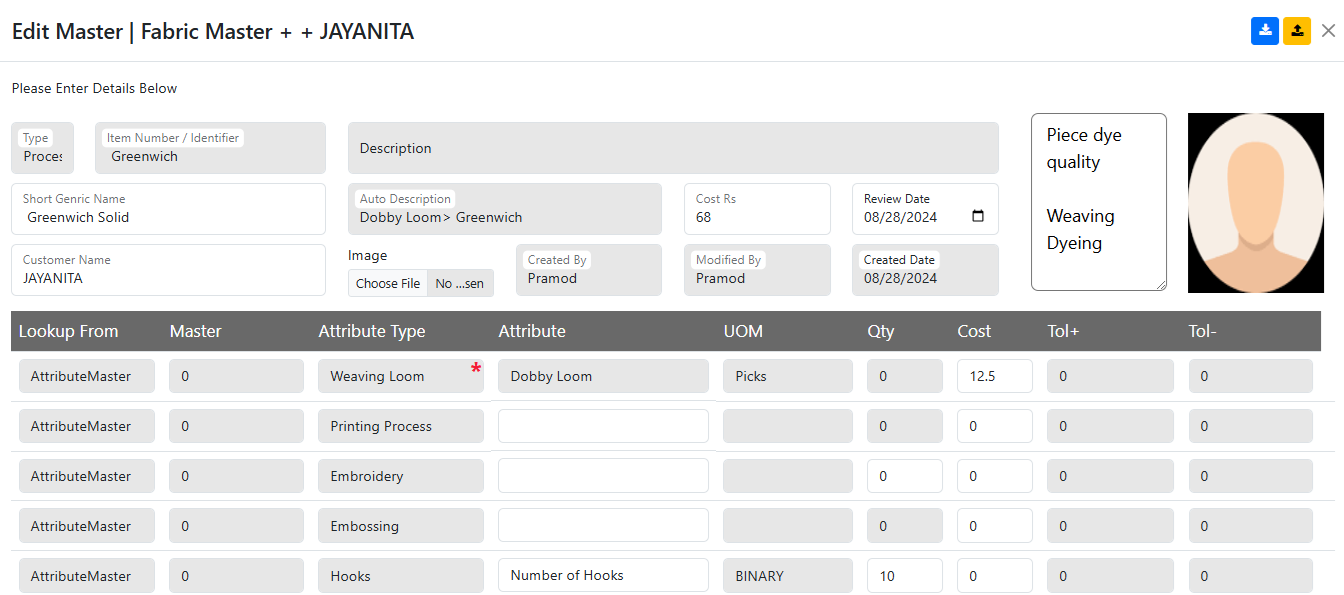 Edit Master | Fabric Master + + JAYANITA
Please Enter Details Below
Type
Proces
Item Number / Identifier
Greenwich
Description
Piece dye
quality
Weaving
Dyeing
Short Genric Name
Greenwich Solid
Auto Description
Dobby Loom> Greenwich
Cost Rs
68
Review Date
08/28/2024
Customer Name
JAYANITA
Image
Choose File No ...sen
Created By
Pramod
Modified By
Pramod
Created Date
08/28/2024
Lookup From Master Attribute Type Attribute UOM Qty Cost Tol+ Tol-
AttributeMaster 0 Weaving Loom * Dobby Loom Picks 0 12.5 0 0
AttributeMaster 0 Printing Process 0 0 0 0
AttributeMaster 0 Embroidery 0 0 0 0
AttributeMaster 0 Embossing 0 0 0 0
AttributeMaster 0 Hooks Number of Hooks BINARY 10 0 0 0